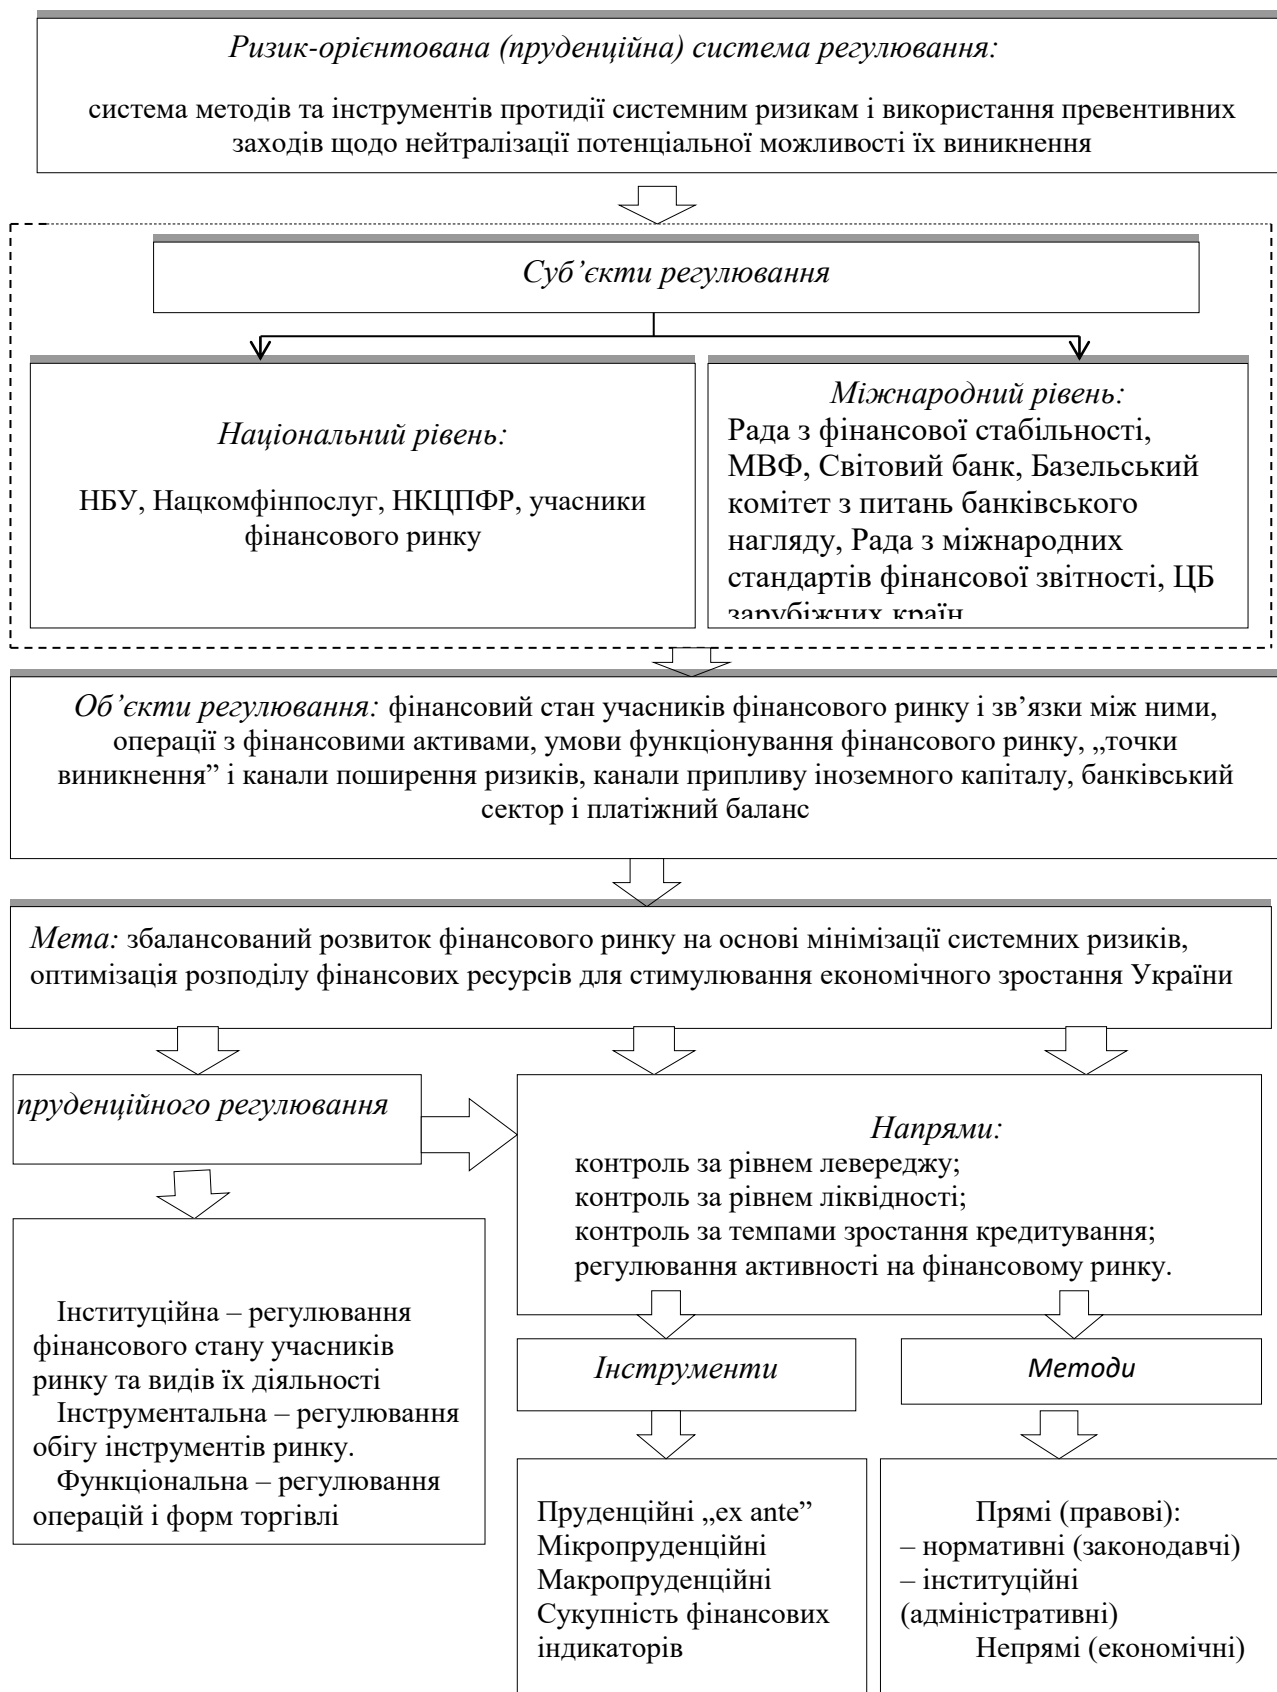 Ризик-орієнтована (пруденційна) система регулювання:
система методів та інструментів протидії системним ризикам і використання превентивних
заходів щодо нейтралізації потенціальної можливості їх виникнення
Суб’єкти регулювання
Національний рівень:
НБУ, Нацкомфінпослуг, НКЦПФР, учасники
фінансового ринку
Міжнародний рівень:
Рада з фінансової стабільності,
МВФ, Світовий банк, Базельський
комітет з питань банківського
нагляду, Рада з міжнародних
стандартів фінансової звітності, ЦБ
зарубіжних країн
Об’єкти регулювання: фінансовий стан учасників фінансового ринку і зв’язки між ними,
операції з фінансовими активами, умови функціонування фінансового ринку, „точки
виникнення” і канали поширення ризиків, канали припливу іноземного капіталу, банківський
сектор і платіжний баланс
Мета: збалансований розвиток фінансового ринку на основі мінімізації системних ризиків,
оптимізація розподілу фінансових ресурсів для стимулювання економічного зростання України
пруденційного регулювання
Інституційна – регулювання
фінансового стану учасників
ринку та видів їх діяльності
Інструментальна – регулювання
обігу інструментів ринку.
Функціональна – регулювання
операцій і форм торгівлі
Напрями:
контроль за рівнем левереджу;
контроль за рівнем ліквідності;
контроль за темпами зростання кредитування;
регулювання активності на фінансовому ринку.
Інструменти
Пруденційні „ex ante”
Мікропруденційні
Макропруденційні
Сукупність фінансових
індикаторів
Методи
Прямі (правові):
– нормативні (законодавчі)
– інституційні
(адміністративні)
Непрямі (економічні)